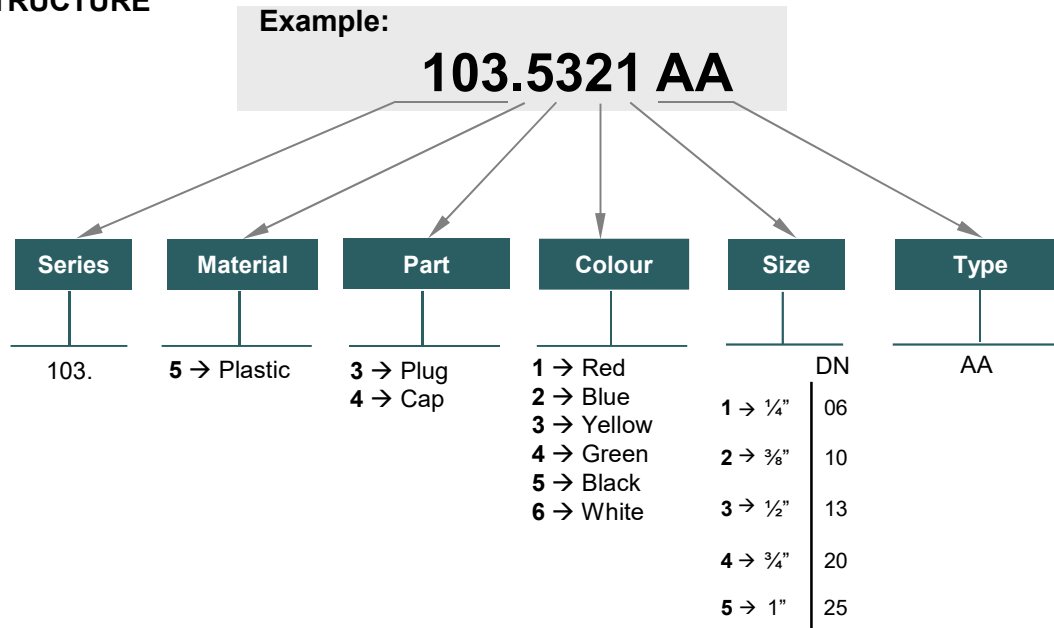 TRUCTURE
Example:
103.5321 AA
Series
Material
Part
Colour
Size
Type
103.
5 → Plastic
3 → Plug
4 → Cap
1 → Red
2 → Blue
3 → Yellow
4 → Green
5 → Black
6 → White
DN
1 → ¼” 06
2 → ⅜” 10
3 → ½” 13
4 → ¾” 20
5 → 1” 25
AA